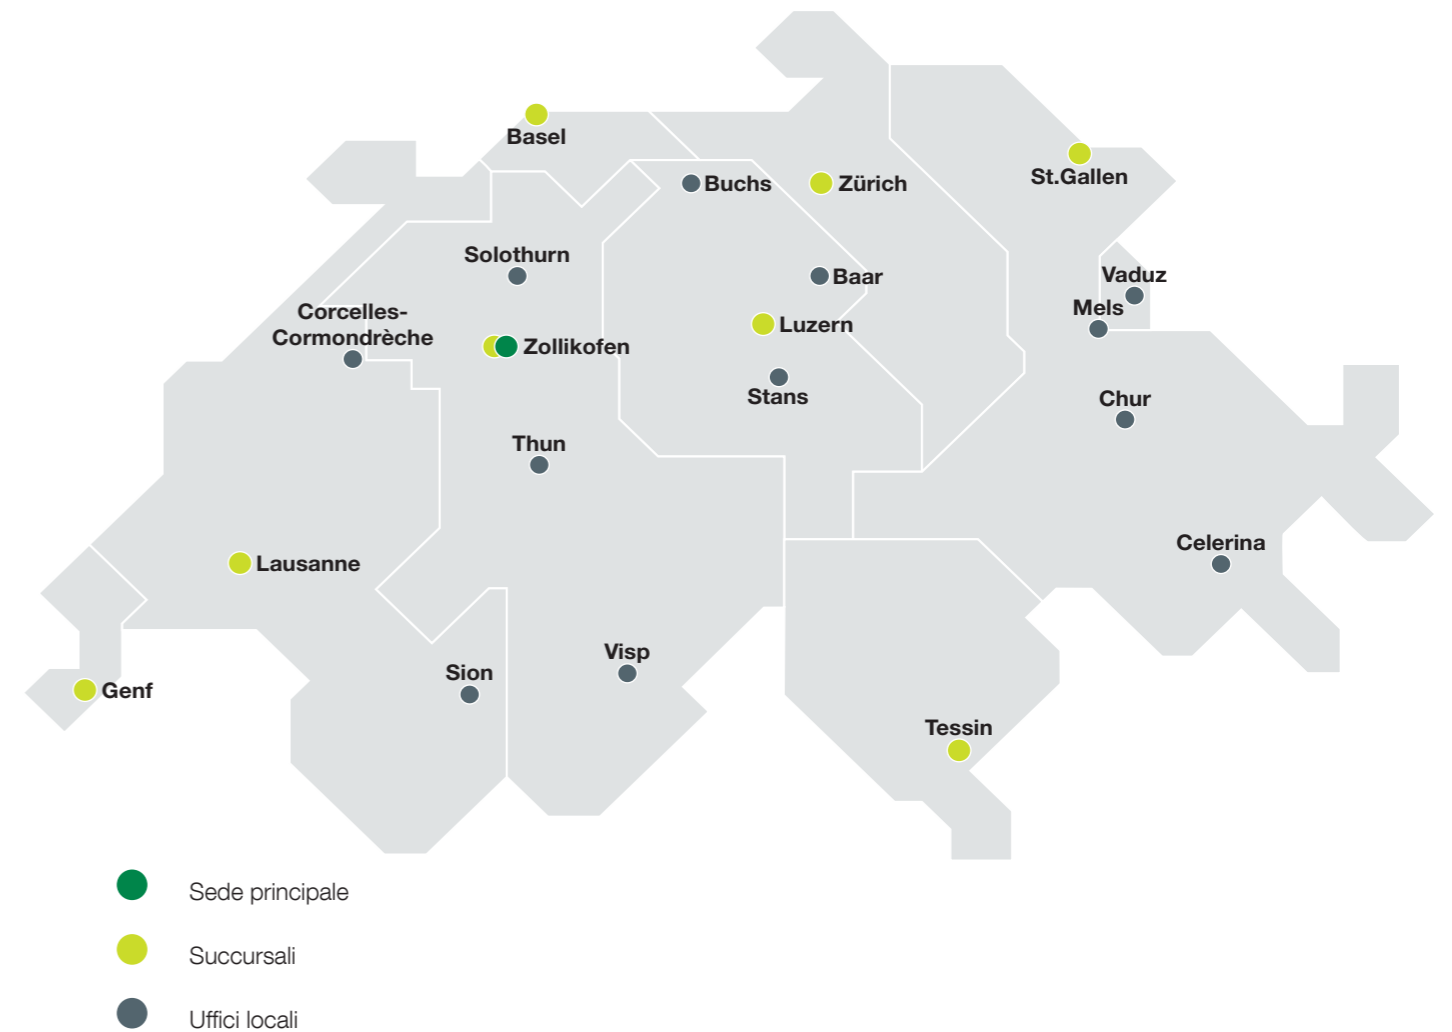 Basel
St.Gallen
Buchs
Zürich
Solothurn
Baar
Vaduz
Mels
Corcelles-
Cormondrèche
Luzern
Zollikofen
Stans
Chur
Thun
Celerina
Lausanne
Visp
Sion
Genf
Tessin
Sede principale
Succursali
Uffici locali